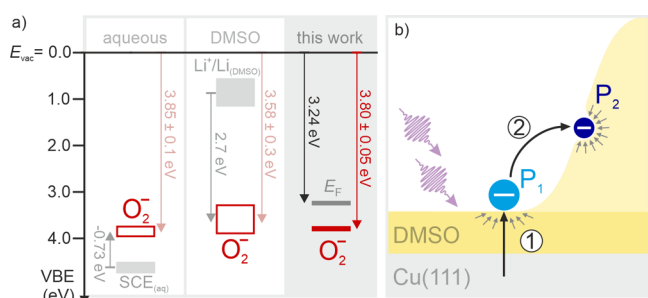 a)
aqueous
DMSO
this work
b)
E_vac = 0.0
1.0
2.0
3.0
4.0
VBE
(eV)
3.85 ± 0.1 eV
O₂⁻
-0.73 eV
SCE(aq)
Li⁺/Li(DMSO)
2.7 eV
3.58 ± 0.3 eV
O₂⁻
3.24 eV
3.80 ± 0.05 eV
E_F
O₂⁻
P₂
②
P₁
DMSO
①
Cu(111)